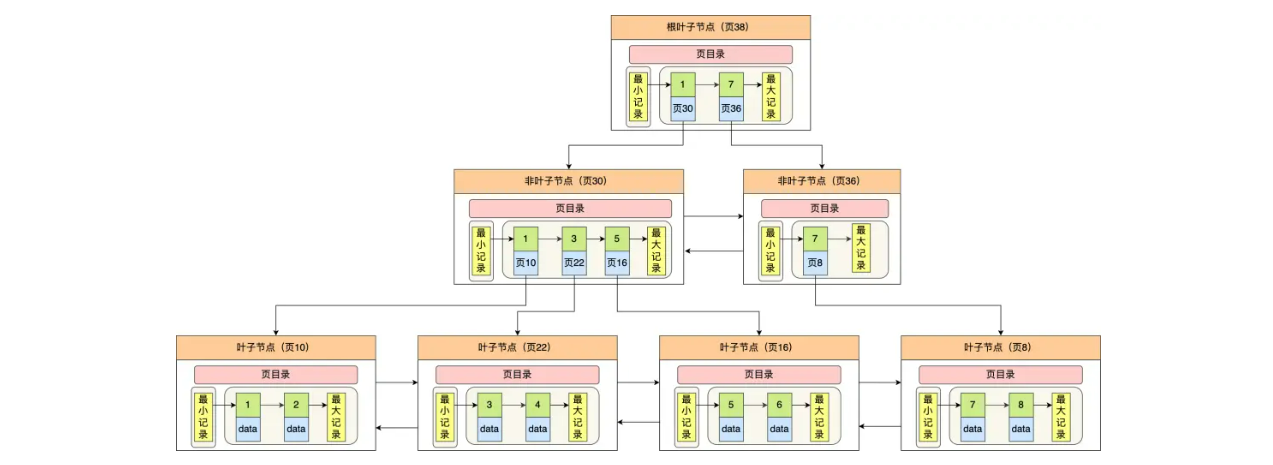 根叶子节点（页38）
页目录
最小记录
1
7
最大记录
页30
页36
非叶子节点（页30）
页目录
最小记录
1
3
5
最大记录
页10
页22
页16
非叶子节点（页36）
页目录
最小记录
7
最大记录
页8
叶子节点（页10）
页目录
最小记录
1
2
最大记录
data
data
叶子节点（页22）
页目录
最小记录
3
4
最大记录
data
data
叶子节点（页16）
页目录
最小记录
5
6
最大记录
data
data
叶子节点（页8）
页目录
最小记录
7
8
最大记录
data
data